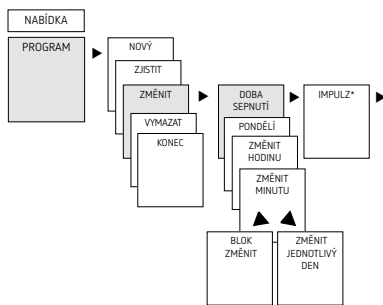 NABÍDKA
PROGRAM
NOVÝ
ZJISTIT
ZMĚNIT
VYMAZAT
KONEC
DOBA
SEPNUTÍ
PONDĚLÍ
ZMĚNIT
HODINU
ZMĚNIT
MINUTU
BLOK
ZMĚNIT
ZMĚNIT
JEDNOTLIVÝ
DEN
IMPULZ*